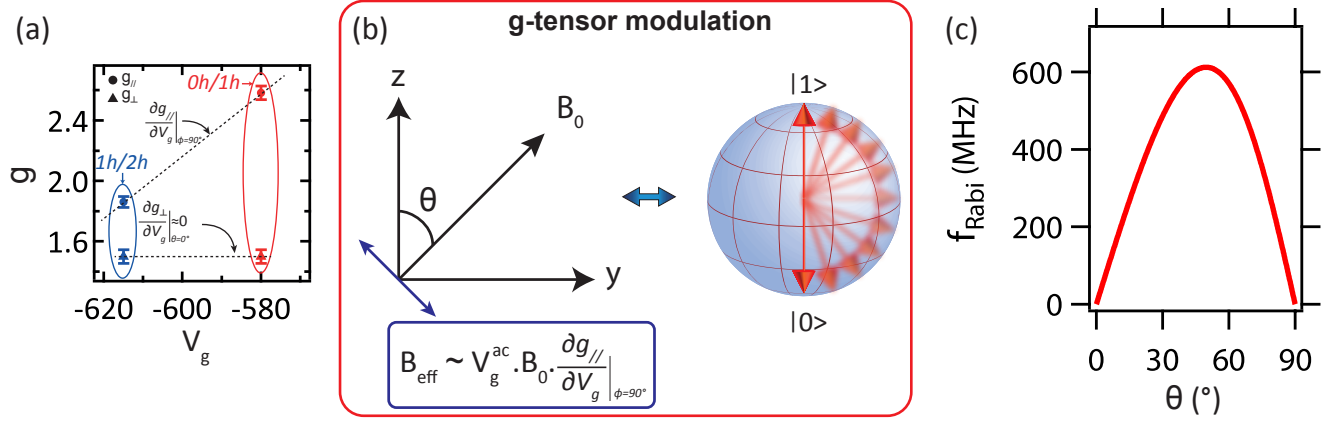 (a)
g//
g⊥
0h/1h→
∂g// / ∂Vg |ϕ=90°
1h/2h
∂g⊥ / ∂Vg |θ=0° ≈0
2.4
2.0
1.6
g
-620
-600
-580
Vg
(b)
g-tensor modulation
z
B0
θ
y
Beff ~ Vg^ac .B0. ∂g// / ∂Vg |ϕ=90°
|1>
|0>
(c)
600
400
200
0
fRabi (MHz)
0
30
60
90
θ (°)